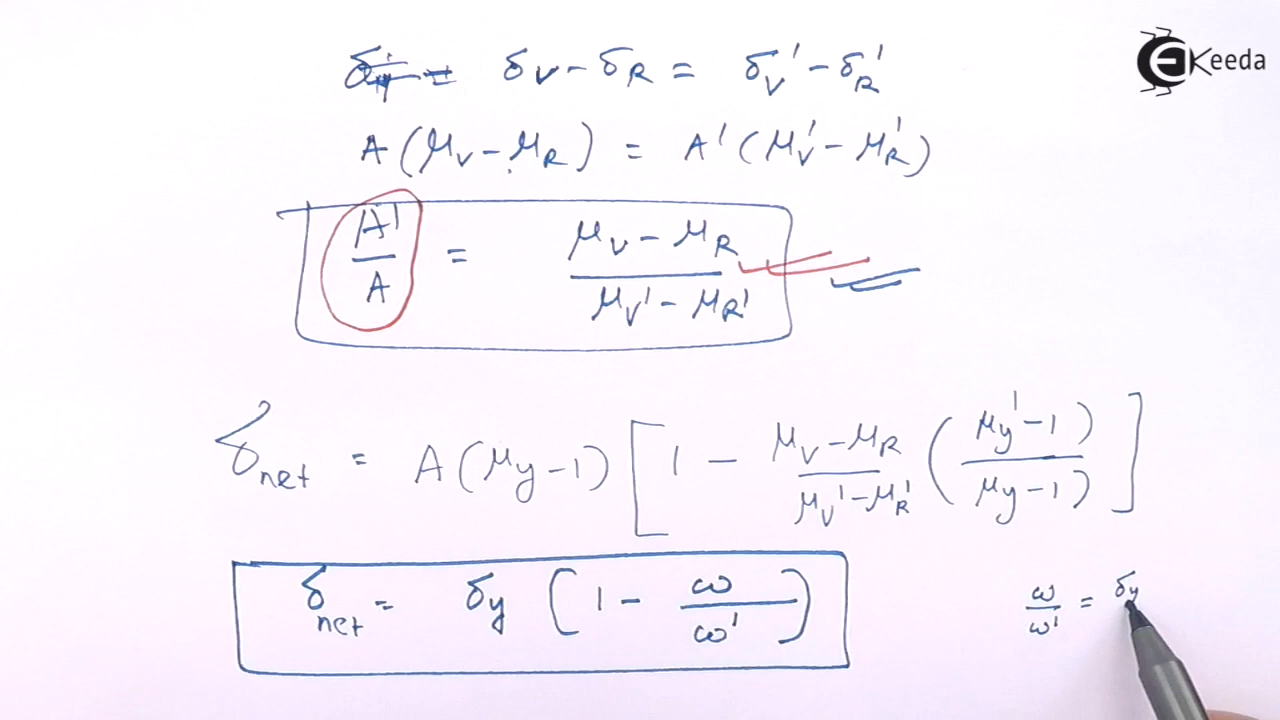 EKeeda
δV - δR = δV' - δR'
A (μV - μR) = A' (μV' - μR')
A'/A = (μV - μR)/(μV' - μR')
δnet = A (μy - 1) [ 1 - (μV - μR)/(μV' - μR') ( (μy' - 1)/(μy - 1) ) ]
δnet = δy ( 1 - ω/ω' )
ω/ω' = δy